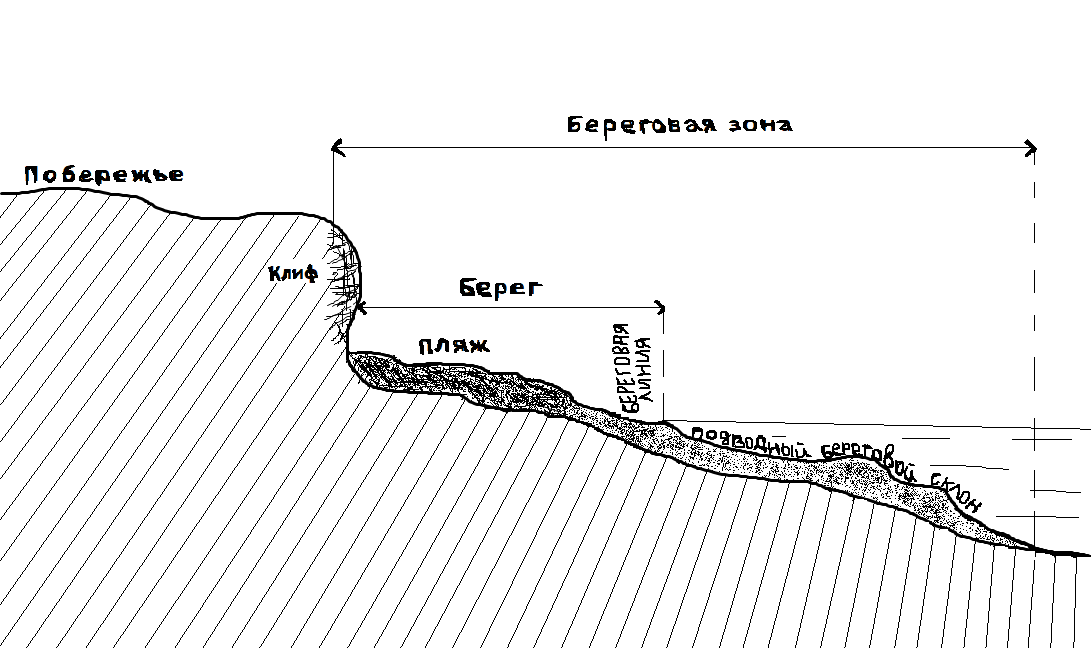 Береговая зона
Побережье
Клиф
Берег
пляж
БЕРЕГОВАЯ
ЛИНИЯ
подводный береговой склон